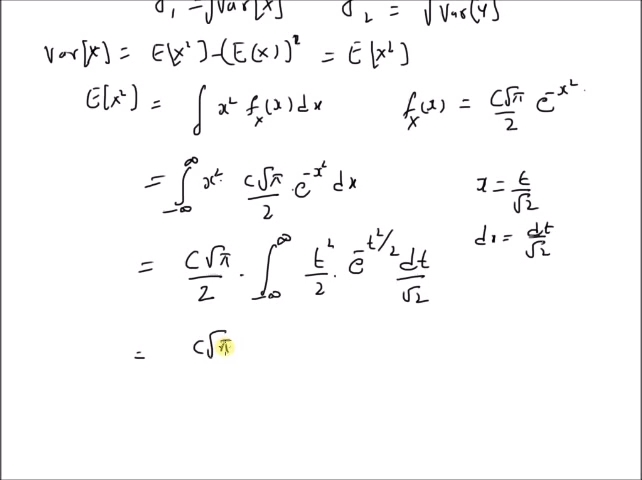 σ₁ = √Var[X]  σ₂ = √Var(Y)
Var[X] = E[X²] - (E(X))² = E[X²]
E[X²] = ∫ x² f_X(x) dx  f_X(x) = C√π/2 e^{-x²}
= ∫_{-∞}^{∞} x² C√π/2 · e^{-x²} dx  x = t/√2
= C√π/2 · ∫_{-∞}^{∞} t²/2 · e^{-t²/2} dt/√2  dx = dt/√2
= C√π